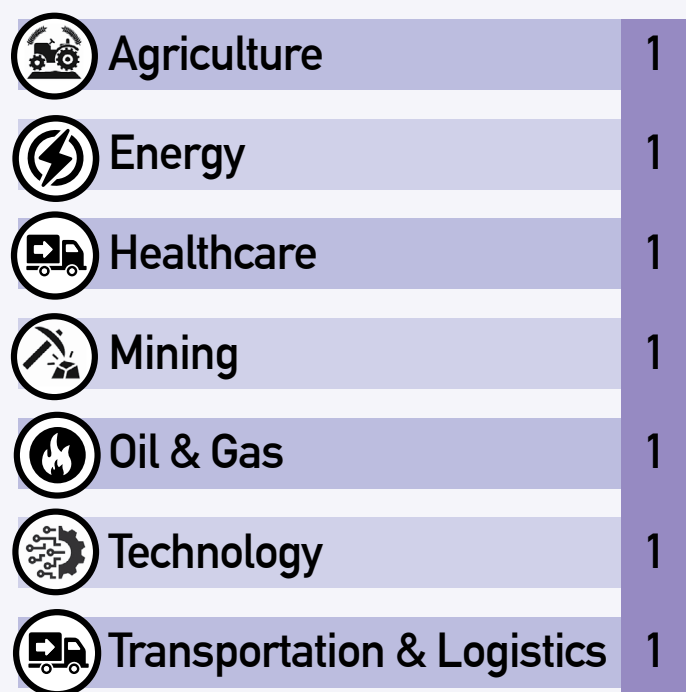 Agriculture 1
Energy 1
Healthcare 1
Mining 1
Oil & Gas 1
Technology 1
Transportation & Logistics 1